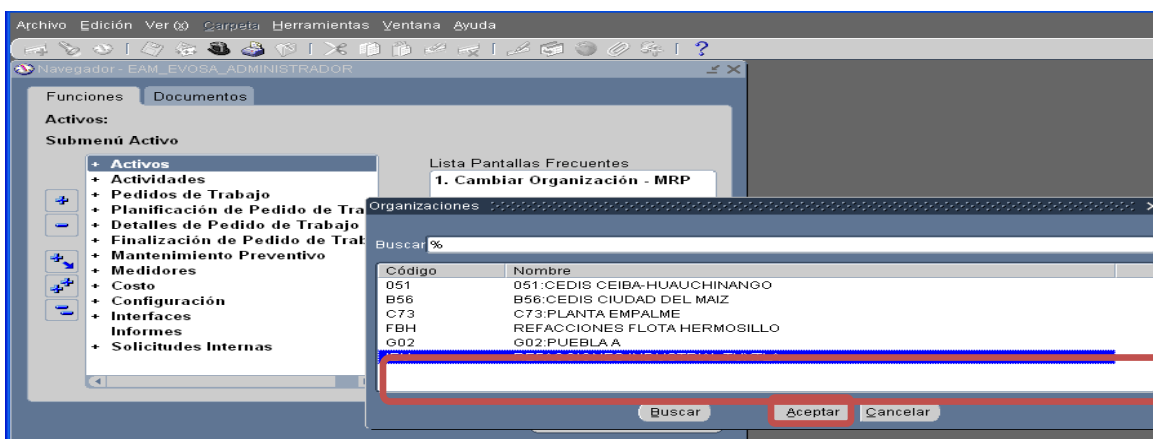 Archivo Edición Ver(x) Carpeta Herramientas Ventana Ayuda
Navegador - EAM_EVOSA_ADMINISTRADOR
Funciones Documentos
Activos:
Submenú Activo
+ Activos
+ Actividades
+ Pedidos de Trabajo
+ Planificación de Pedido de Tra
+ Detalles de Pedido de Trabajo
+ Finalización de Pedido de Trab
+ Mantenimiento Preventivo
+ Medidores
+ Costo
+ Configuración
+ Interfaces
Informes
+ Solicitudes Internas
Lista Pantallas Frecuentes
1. Cambiar Organización - MRP
Organizaciones
Buscar %
Código Nombre
051 051:CEDIS CEIBA-HUAUCHINANGO
B56 B56:CEDIS CIUDAD DEL MAIZ
C73 C73:PLANTA EMPALME
FBH REFACCIONES FLOTA HERMOSILLO
G02 G02:PUEBLA A
Buscar Aceptar Cancelar